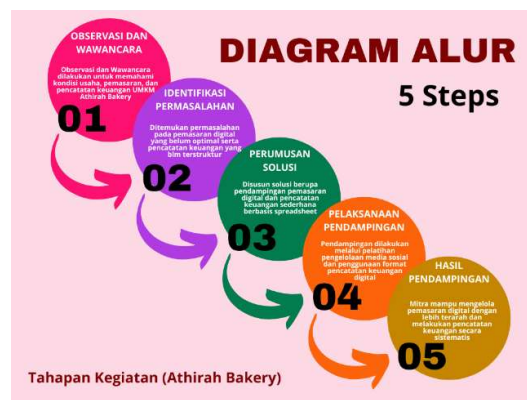 DIAGRAM ALUR
5 Steps
OBSERVASI DAN
WAWANCARA
Observasi dan Wawancara
dilakukan untuk memahami
kondisi usaha, pemasaran, dan
pencatatan keuangan UMKM
Athirah Bakery
01
IDENTIFIKASI
PERMASALAHAN
Ditemukan permasalahan
pada pemasaran digital
yang belum optimal serta
pencatatan keuangan yang
blm terstruktur
02
PERUMUSAN
SOLUSI
Disusun solusi berupa
pendampingan pemasaran
digital dan pencatatan
keuangan sederhana
berbasis spreadsheet
03
PELAKSANAAN
PENDAMPINGAN
Pendampingan dilakukan
melalui pelatihan
pengelolaan media sosial
dan penggunaan format
pencatatan keuangan
digital
04
HASIL
PENDAMPINGAN
Mitra mampu mengelola
pemasaran digital dengan
lebih terarah dan
melakukan pencatatan
keuangan secara
sistematis
05
Tahapan Kegiatan (Athirah Bakery)